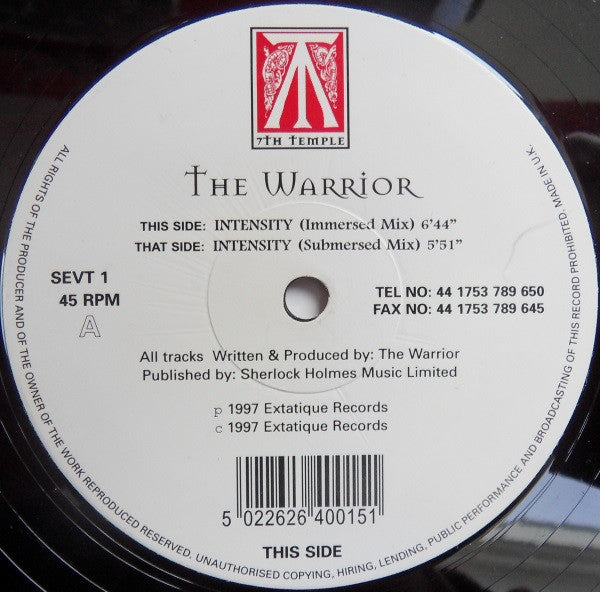 7TH TEMPLE
THE WARRIOR
THIS SIDE: INTENSITY (Immersed Mix) 6'44"
THAT SIDE: INTENSITY (Submersed Mix) 5'51"
SEVT 1
45 RPM
A
TEL NO: 44 1753 789 650
FAX NO: 44 1753 789 645
All tracks Written & Produced by: The Warrior
Published by: Sherlock Holmes Music Limited
p 1997 Extatique Records
c 1997 Extatique Records
5 022626 400151
THIS SIDE
ALL RIGHTS OF THE PRODUCER AND OF THE OWNER OF THE WORK REPRODUCED RESERVED. UNAUTHORISED COPYING, HIRING, LENDING, PUBLIC PERFORMANCE AND BROADCASTING OF THIS RECORD PROHIBITED. MADE IN U.K.